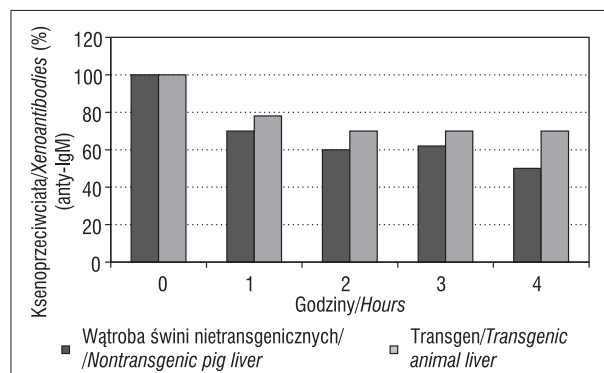 Ksenoprzeciwciała/Xenoantibodies (%)
(anty-IgM)
120
100
80
60
40
20
0
0 1 2 3 4
Godziny/Hours
Wątroba świni nietransgenicznych/
/Nontransgenic pig liver
Transgen/Transgenic
animal liver